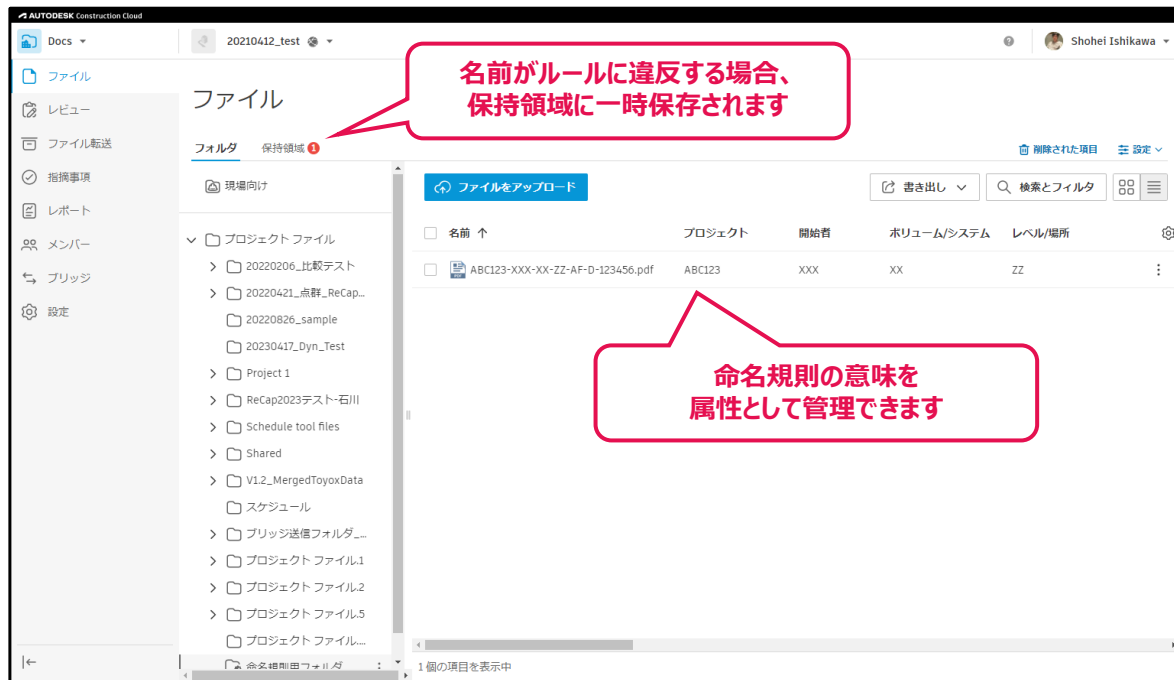 AUTODESK Construction Cloud
Docs
20210412_test
Shohei Ishikawa
ファイル
レビュー
ファイル転送
指摘事項
レポート
メンバー
ブリッジ
設定
ファイル
名前がルールに違反する場合、
保持領域に一時保存されます
フォルダ 保持領域 1
削除された項目 設定
現場向け
プロジェクト ファイル
20220206_比較テスト
20220421_点群_ReCap...
20220826_sample
20230417_Dyn_Test
Project 1
ReCap2023テスト-石川
Schedule tool files
Shared
V1.2_MergedToyoxData
スケジュール
ブリッジ送信フォルダ_...
プロジェクト ファイル.1
プロジェクト ファイル.2
プロジェクト ファイル.5
プロジェクト ファイル....
命名規則用フォルダ
ファイルをアップロード
書き出し
検索とフィルタ
名前 プロジェクト 開始者 ボリューム/システム レベル/場所
ABC123-XXX-XX-ZZ-AF-D-123456.pdf ABC123 XXX XX ZZ
命名規則の意味を
属性として管理できます
1 個の項目を表示中